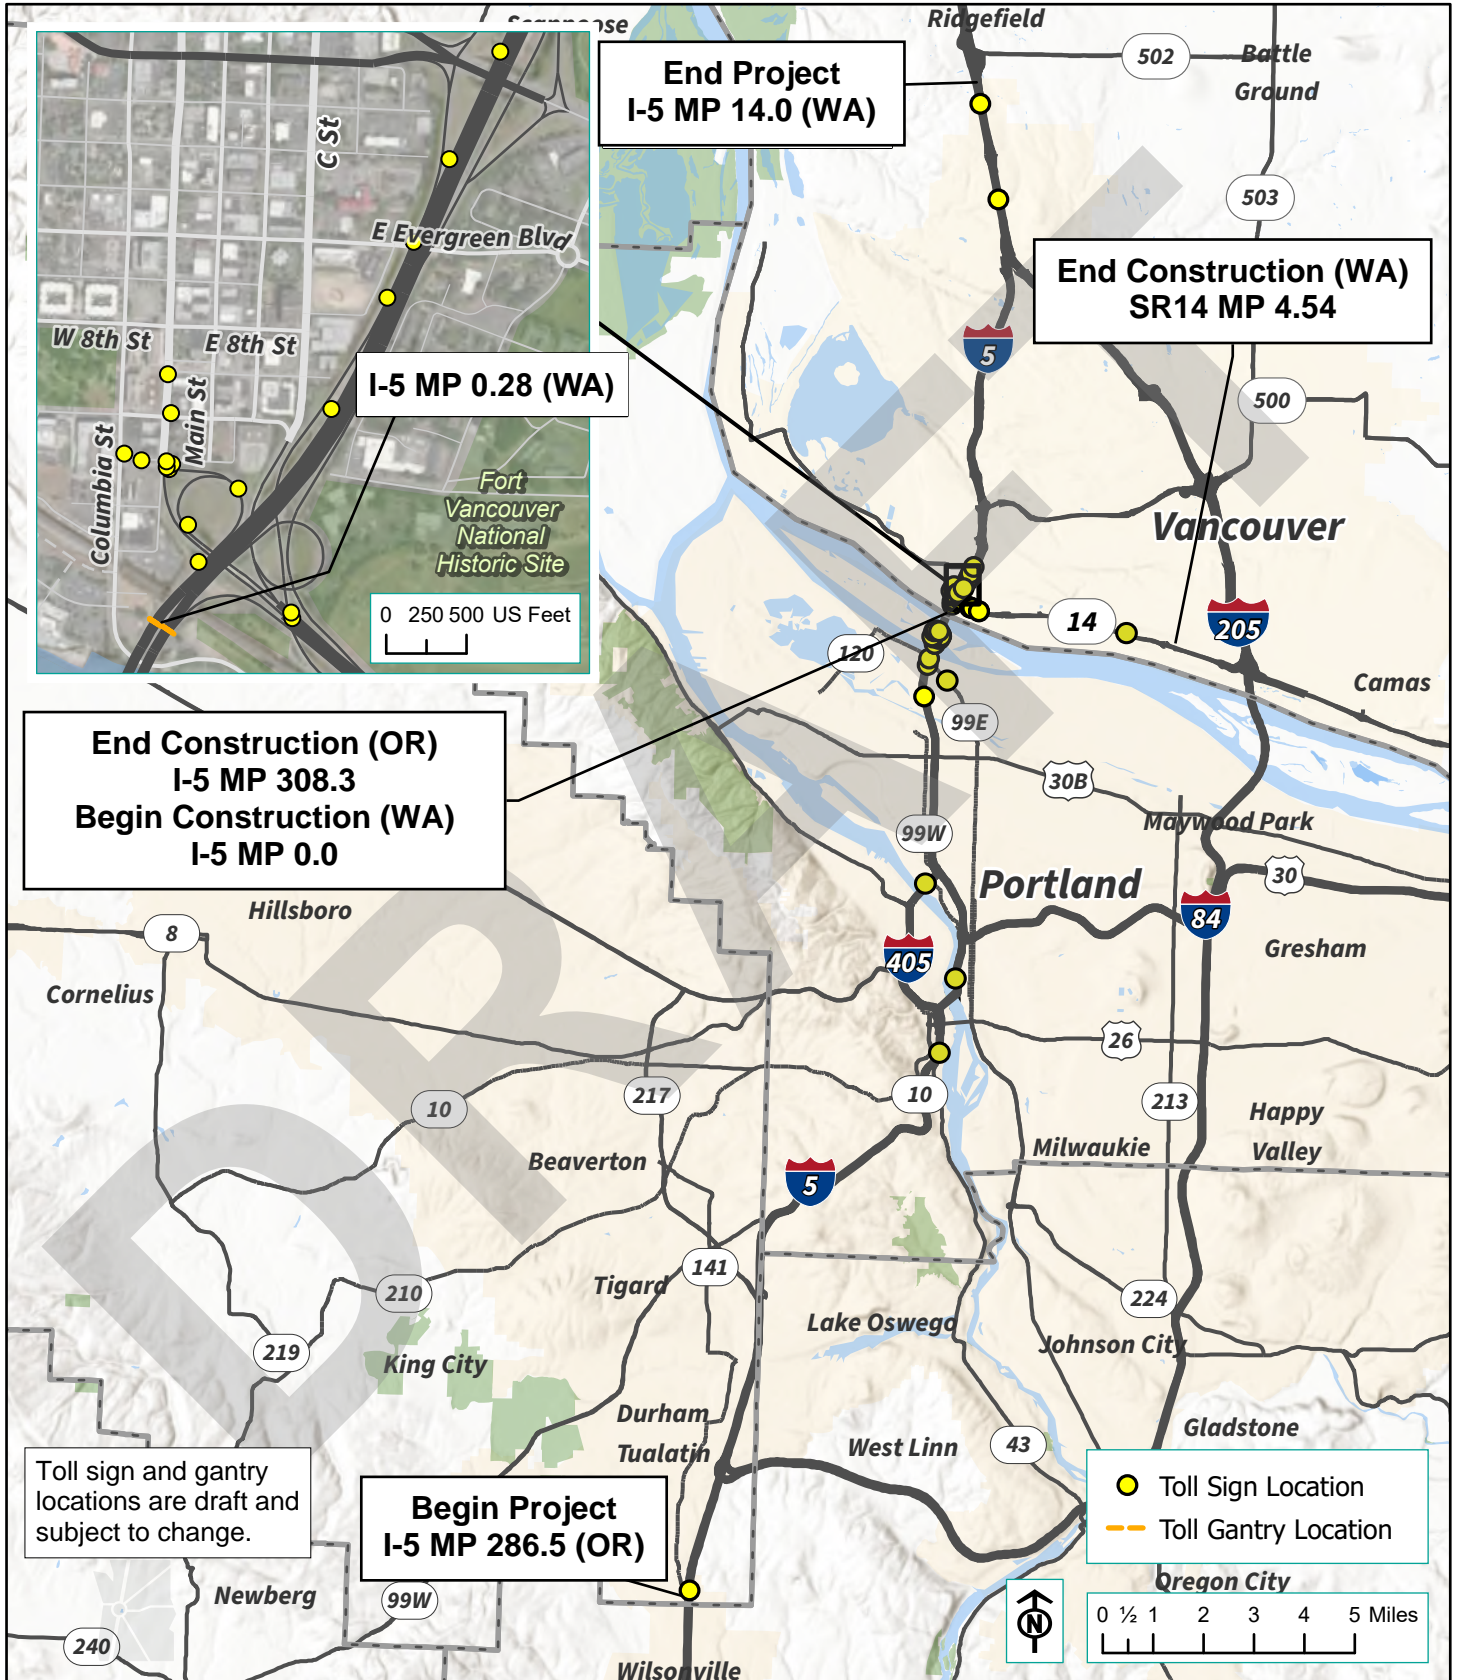 Scappoose
Ridgefield
502
Battle
Ground
End Project
I-5 MP 14.0 (WA)
503
C St
E Evergreen Blvd
End Construction (WA)
SR14 MP 4.54
W 8th St
E 8th St
5
I-5 MP 0.28 (WA)
500
Main St
Columbia St
Fort
Vancouver
National
Historic Site
Vancouver
0 250 500 US Feet
14
205
120
Camas
99E
End Construction (OR)
I-5 MP 308.3
Begin Construction (WA)
I-5 MP 0.0
30B
Maywood Park
99W
Portland
30
84
Hillsboro
8
405
Gresham
Cornelius
26
10
217
10
213
Happy
Valley
Milwaukie
Beaverton
5
141
Tigard
210
224
Lake Oswego
Johnson City
219
King City
Durham
Tualatin
West Linn
43
Gladstone
Toll sign and gantry
locations are draft and
subject to change.
Begin Project
I-5 MP 286.5 (OR)
Toll Sign Location
Toll Gantry Location
Oregon City
Newberg
99W
N
0 ½ 1 2 3 4 5 Miles
240
Wilsonville
DRAFT